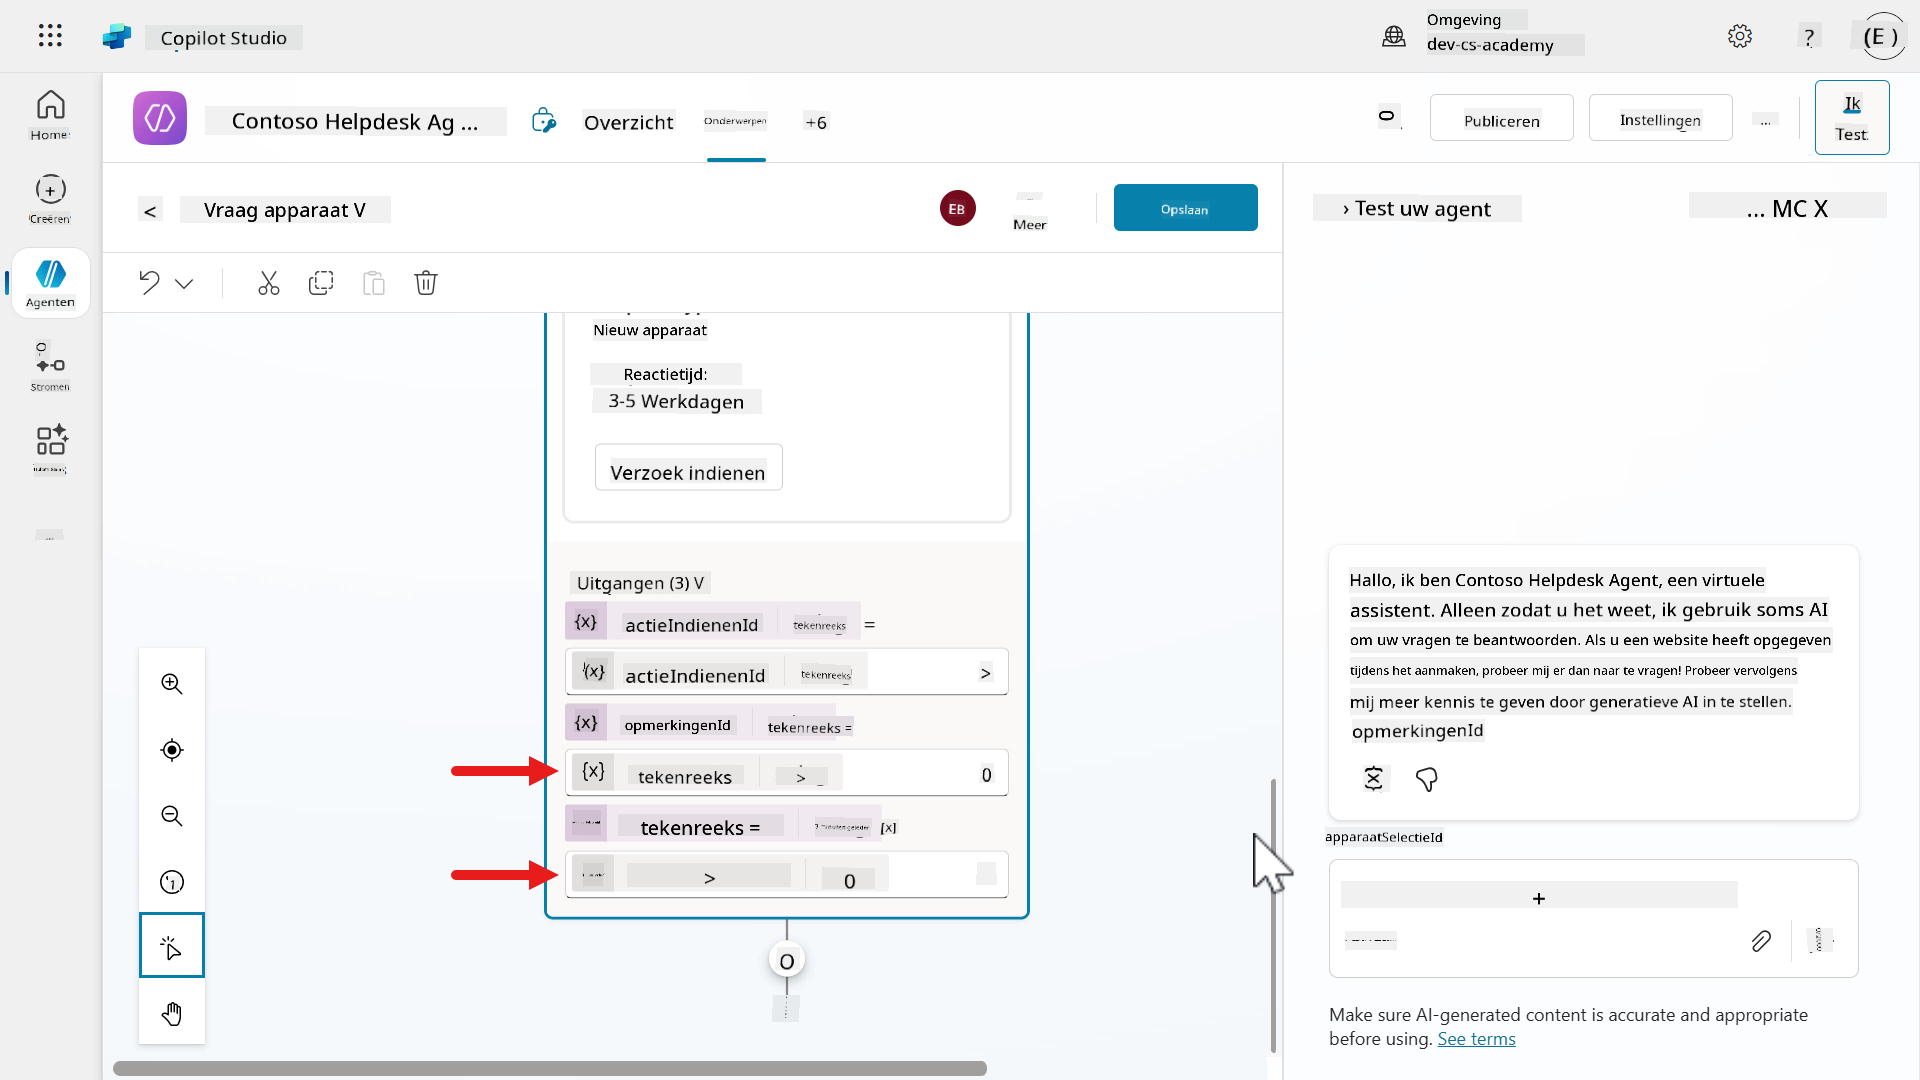 Copilot Studio
Omgeving
dev-cs-academy
?
(E )
Home
Creëren
Agenten
Stromen
Contoso Helpdesk Ag ...
Overzicht
Onderwerpen
+6
Publiceren
Instellingen
...
Ik
Test
< Vraag apparaat V
EB
Meer
Opslaan
Nieuw apparaat
Reactietijd:
3-5 Werkdagen
Verzoek indienen
Uitgangen (3) V
{x} actieIndienenId tekenreeks =
(x} actieIndienenId tekenreeks >
{x} opmerkingenId tekenreeks =
{x} tekenreeks > 0
tekenreeks = [x]
> 0
O
› Test uw agent
... MC X
Hallo, ik ben Contoso Helpdesk Agent, een virtuele
assistent. Alleen zodat u het weet, ik gebruik soms AI
om uw vragen te beantwoorden. Als u een website heeft opgegeven
tijdens het aanmaken, probeer mij er dan naar te vragen! Probeer vervolgens
mij meer kennis te geven door generatieve AI in te stellen.
opmerkingenId
apparaatSelectieId
+
Make sure AI-generated content is accurate and appropriate
before using. See terms